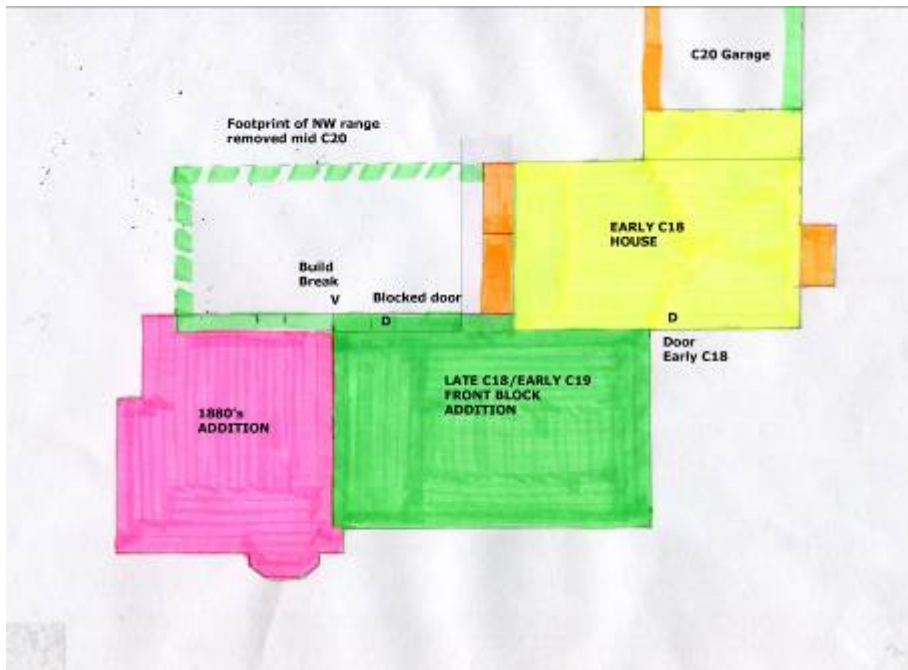 C20 Garage
Footprint of NW range
removed mid C20
EARLY C18
HOUSE
Build
Break
V
Blocked door
D
D
Door
Early C18
LATE C18/EARLY C19
FRONT BLOCK
ADDITION
1880's
ADDITION